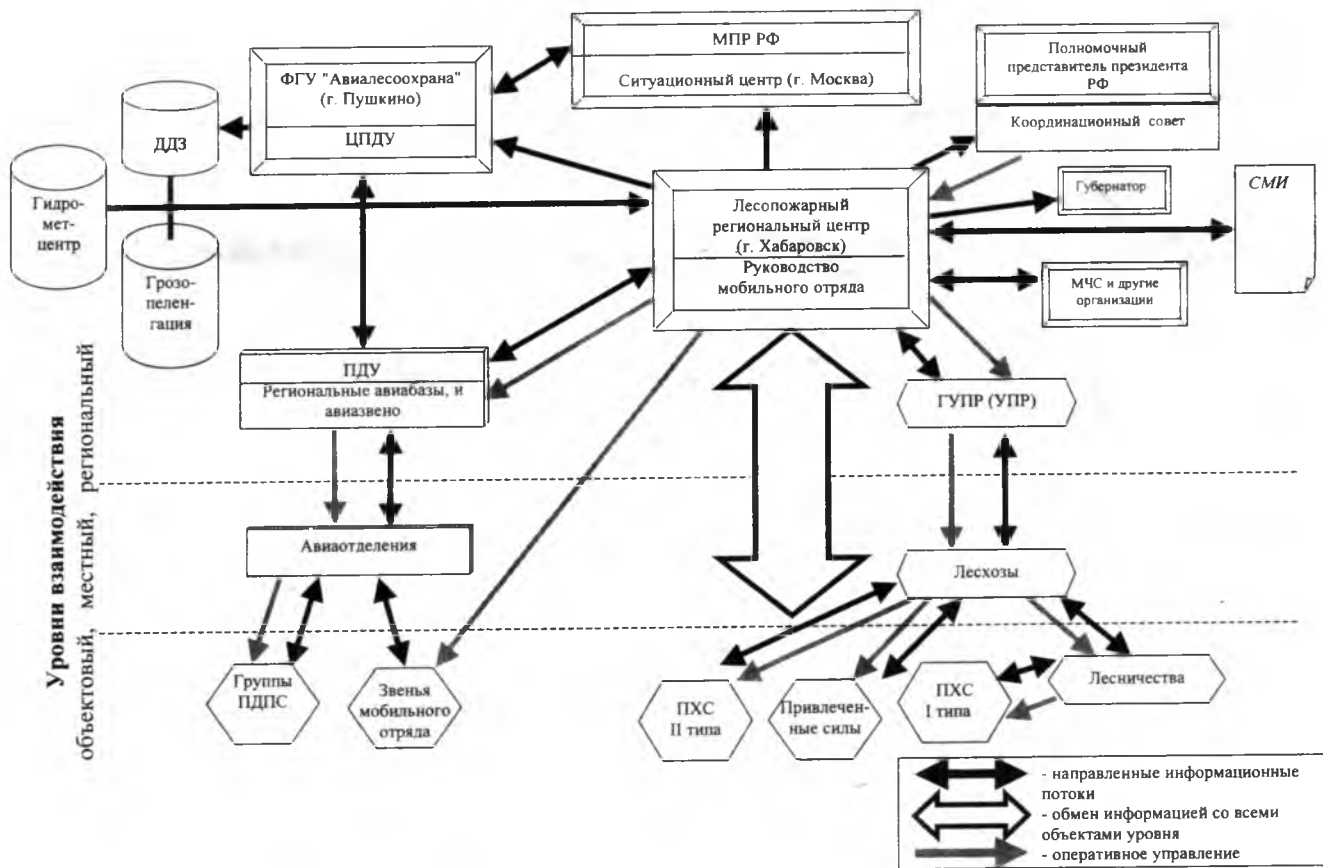 МПР РФ
Ситуационный центр (г. Москва)
ФГУ "Авиалесоохрана"
(г. Пушкино)
ЦПДУ
Полномочный
представитель президента
РФ
Координационный совет
ДДЗ
Гидро-
мет-
центр
Грозо-
пелен-
гация
Лесопожарный
региональный центр
(г. Хабаровск)
Руководство
мобильного отряда
Губернатор
СМИ
МЧС и другие
организации
ПДУ
Региональные авиабазы, и
авиазвено
ГУПР (УПР)
Уровни взаимодействия
объектовый, местный, региональный
Авиаотделения
Лесхозы
Группы
ПДПС
Звенья
мобильного
отряда
ПХС
II типа
Привлечен-
ные силы
ПХС
I типа
Лесничества
- направленные информационные
потоки
- обмен информацией со всеми
объектами уровня
- оперативное управление